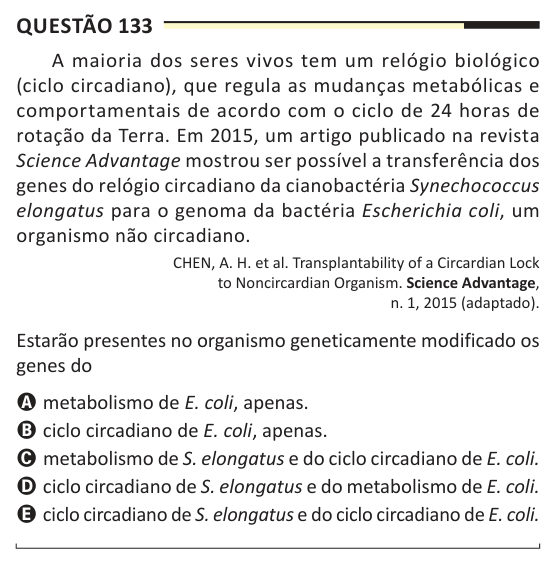 QUESTÃO 133
A maioria dos seres vivos tem um relógio biológico
(ciclo circadiano), que regula as mudanças metabólicas e
comportamentais de acordo com o ciclo de 24 horas de
rotação da Terra. Em 2015, um artigo publicado na revista
Science Advantage mostrou ser possível a transferência dos
genes do relógio circadiano da cianobactéria Synechococcus
elongatus para o genoma da bactéria Escherichia coli, um
organismo não circadiano.
CHEN, A. H. et al. Transplantability of a Circardian Lock
to Noncircardian Organism. Science Advantage,
n. 1, 2015 (adaptado).
Estarão presentes no organismo geneticamente modificado os
genes do
A metabolismo de E. coli, apenas.
B ciclo circadiano de E. coli, apenas.
C metabolismo de S. elongatus e do ciclo circadiano de E. coli.
D ciclo circadiano de S. elongatus e do metabolismo de E. coli.
E ciclo circadiano de S. elongatus e do ciclo circadiano de E. coli.